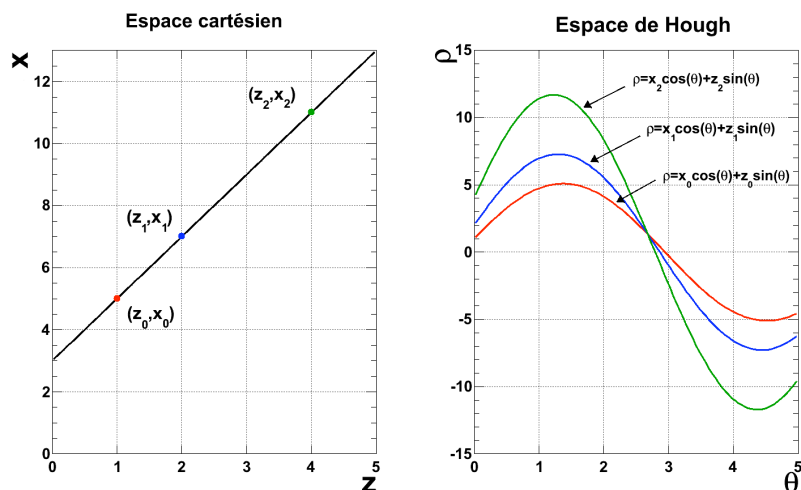 Espace cartésien
x
12
10
8
6
4
2
0
(z₂,x₂)
(z₁,x₁)
(z₀,x₀)
0 1 2 3 4 5
z
Espace de Hough
ρ
15
10
5
0
-5
-10
-15
ρ=x₂cos(θ)+z₂sin(θ)
ρ=x₁cos(θ)+z₁sin(θ)
ρ=x₀cos(θ)+z₀sin(θ)
0 1 2 3 4 5
θ